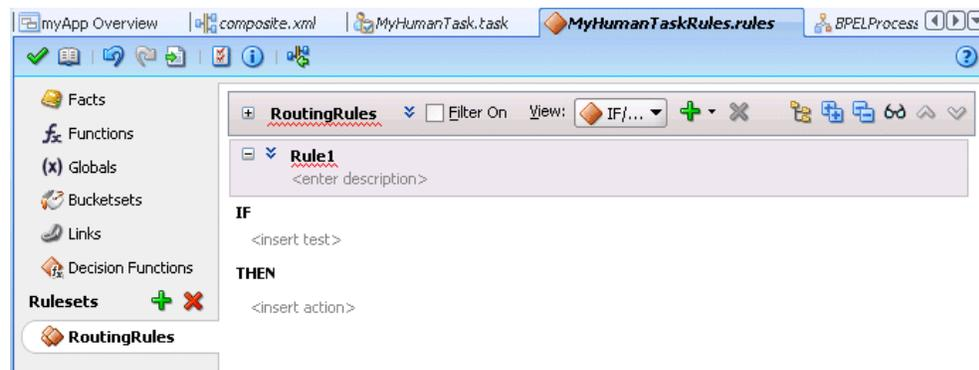 myApp Overview composite.xml MyHumanTask.task MyHumanTaskRules.rules BPELProcess
Facts
Functions
(x) Globals
Bucketsets
Links
Decision Functions
Rulesets
RoutingRules
RoutingRules Filter On View: IF/...
Rule1
<enter description>
IF
<insert test>
THEN
<insert action>